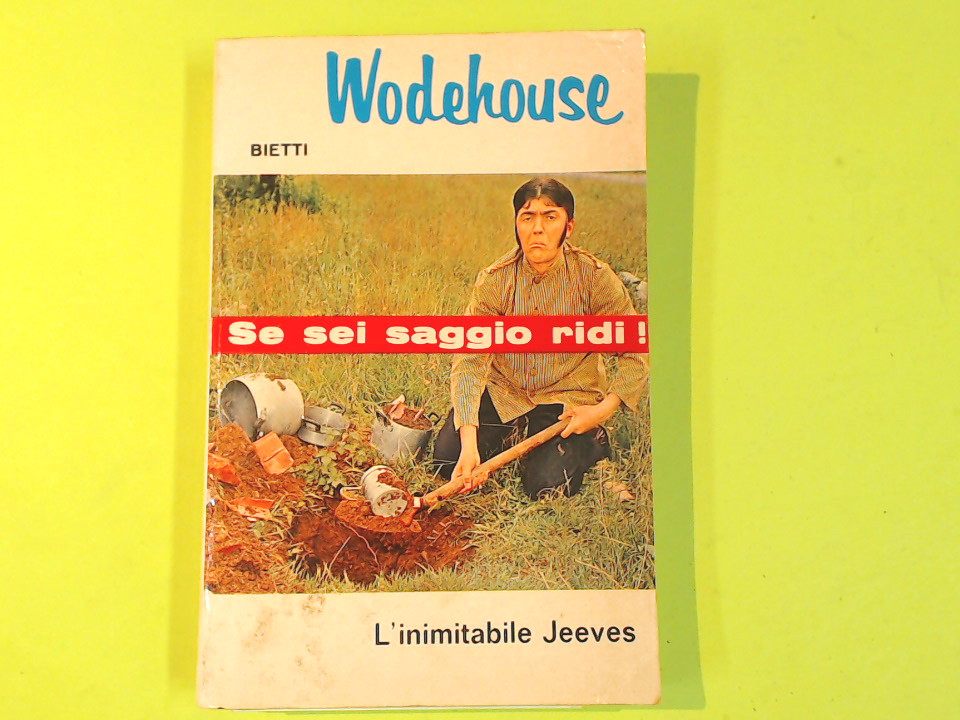 Wodehouse
BIETTI
Se sei saggio ridi !
L'inimitabile Jeeves